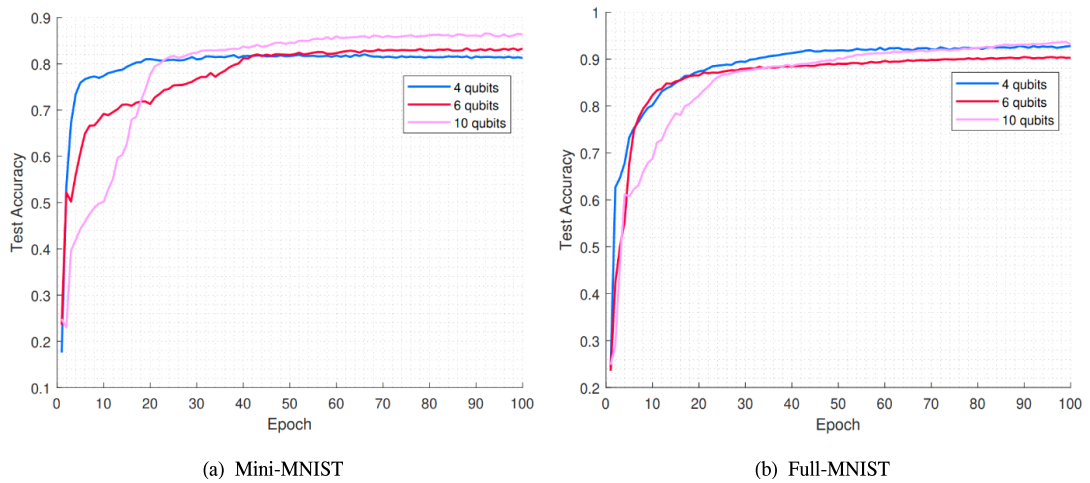 0.9
0.8
0.7
0.6
0.5
0.4
0.3
0.2
0.1
Test Accuracy
4 qubits
6 qubits
10 qubits
0 10 20 30 40 50 60 70 80 90 100
Epoch
(a) Mini-MNIST
1
0.9
0.8
0.7
0.6
0.5
0.4
0.3
0.2
Test Accuracy
4 qubits
6 qubits
10 qubits
0 10 20 30 40 50 60 70 80 90 100
Epoch
(b) Full-MNIST